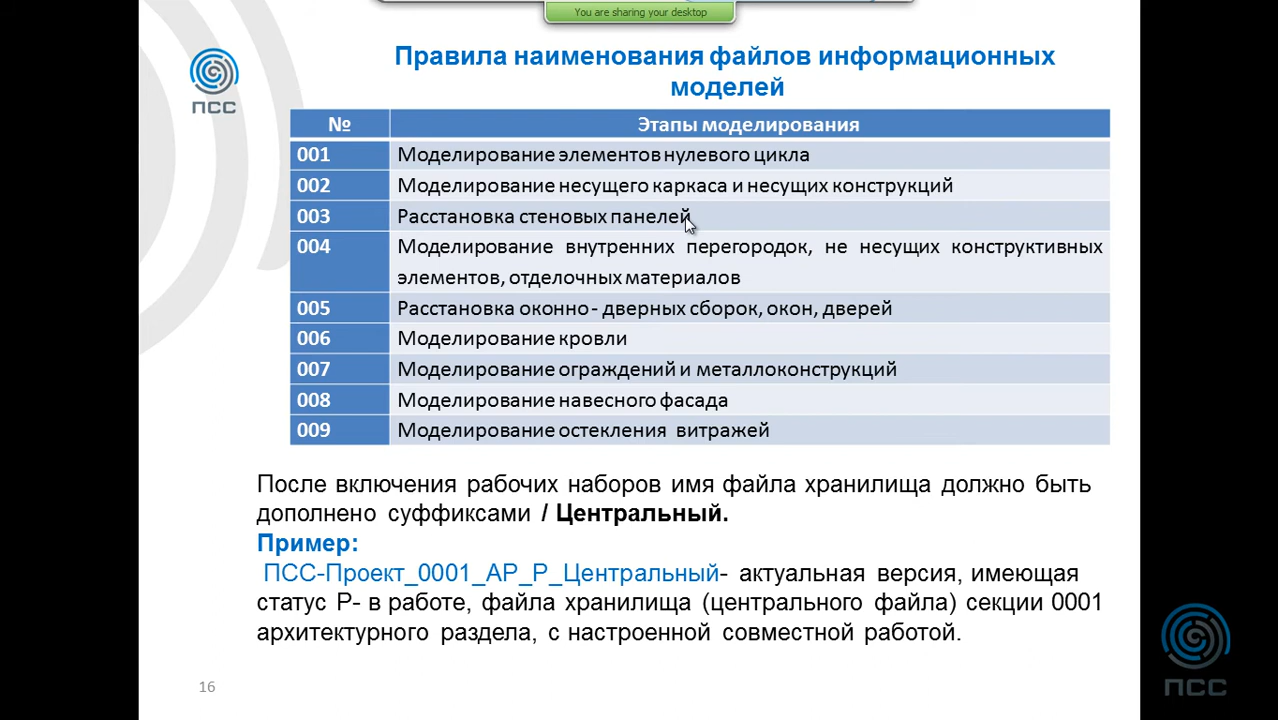 You are sharing your desktop
Правила наименования файлов информационных
моделей
ПСС
№ Этапы моделирования
001 Моделирование элементов нулевого цикла
002 Моделирование несущего каркаса и несущих конструкций
003 Расстановка стеновых панелей
004 Моделирование внутренних перегородок, не несущих конструктивных
элементов, отделочных материалов
005 Расстановка оконно - дверных сборок, окон, дверей
006 Моделирование кровли
007 Моделирование ограждений и металлоконструкций
008 Моделирование навесного фасада
009 Моделирование остекления витражей
После включения рабочих наборов имя файла хранилища должно быть
дополнено суффиксами / Центральный.
Пример:
ПСС-Проект_0001_АР_Р_Центральный- актуальная версия, имеющая
статус Р- в работе, файла хранилища (центрального файла) секции 0001
архитектурного раздела, с настроенной совместной работой.
16
ПСС